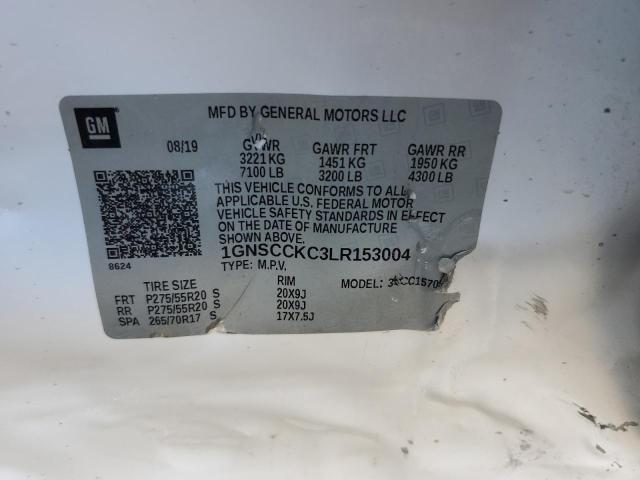 MFD BY GENERAL MOTORS LLC
GM
08/19 GVWR GAWR FRT GAWR RR
3221 KG 1451 KG 1950 KG
7100 LB 3200 LB 4300 LB
THIS VEHICLE CONFORMS TO ALL
APPLICABLE U.S. FEDERAL MOTOR
VEHICLE SAFETY STANDARDS IN EFFECT
ON THE DATE OF MANUFACTURE
SHOWN ABOVE.
8624
1GNSCCKC3LR153004
TYPE: M.P.V.
TIRE SIZE RIM MODEL:
FRT P275/55R20 S 20X9J
RR P275/55R20 S 20X9J
SPA 265/70R17 S 17X7.5J